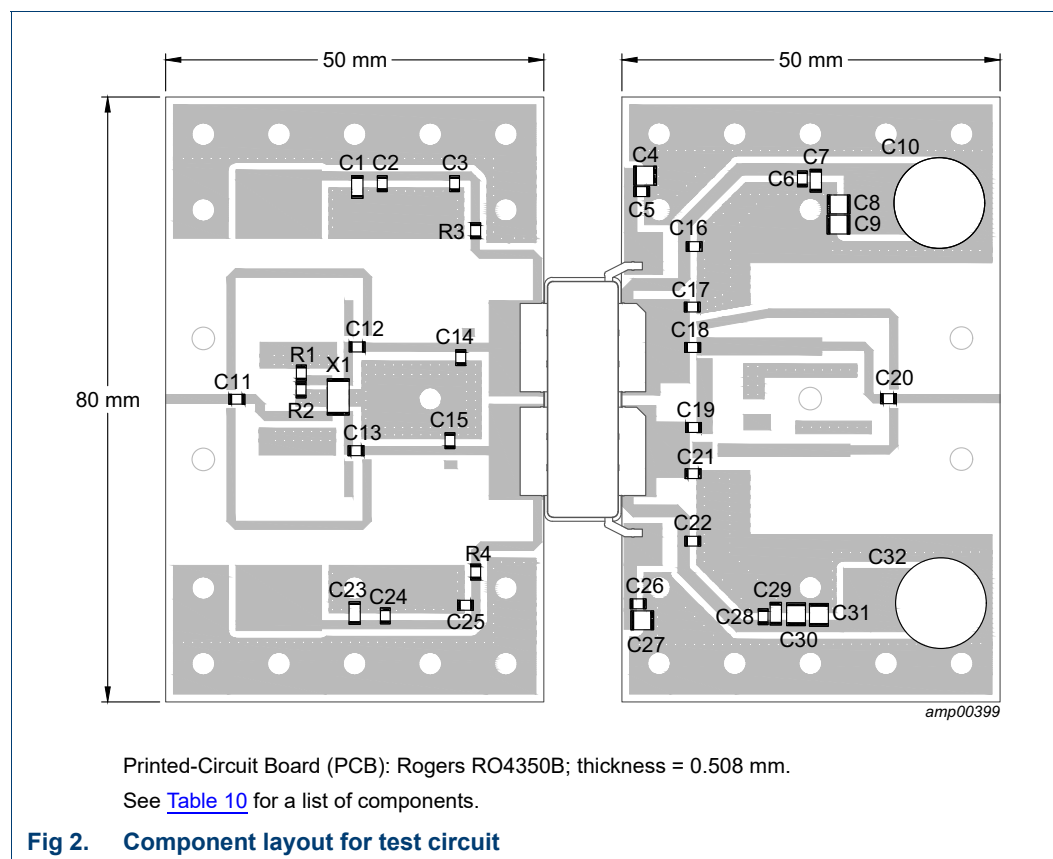 50 mm
50 mm
80 mm
C1
C2
C3
R3
C4
C5
C6
C7
C10
C8
C9
C16
C17
C18
C12
C14
R1
X1
C11
R2
C15
C13
C20
C19
C21
C22
R4
C23
C24
C25
C26
C27
C28
C29
C30
C31
C32
amp00399
Printed-Circuit Board (PCB): Rogers RO4350B; thickness = 0.508 mm.
See Table 10 for a list of components.
Fig 2. Component layout for test circuit